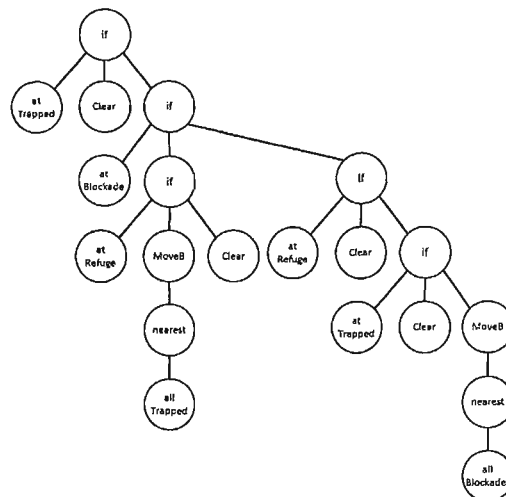 if
at
Trapped
Clear
if
at
Blockade
if
if
at
Refuge
MoveB
Clear
at
Refuge
Clear
if
nearest
at
Trapped
Clear
MoveB
all
Trapped
nearest
all
Blockade